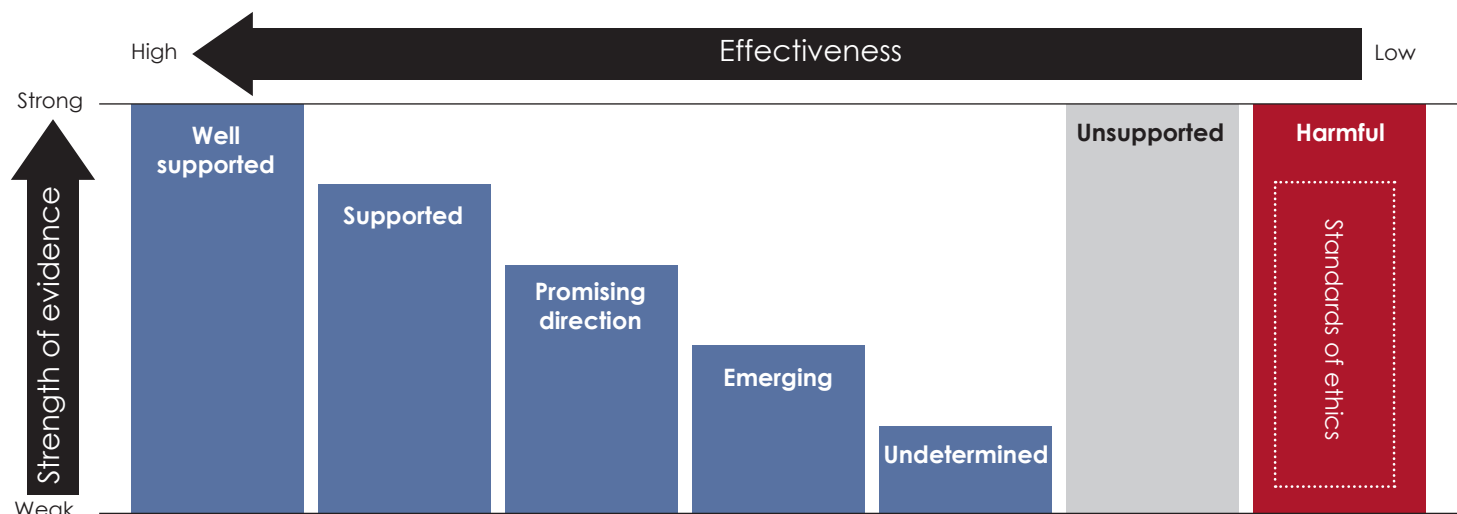 High
Effectiveness
Low
Strong
Well
supported
Unsupported
Harmful
Supported
Promising
direction
Emerging
Undetermined
Standards of ethics
Strength of evidence
Weak